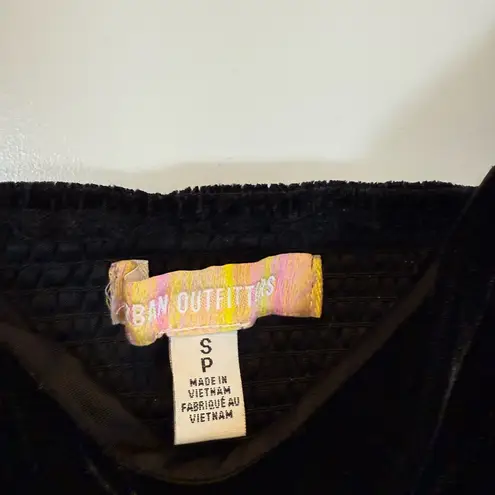 BAN OUTFITTERS
S
P
MADE IN
VIETNAM
FABRIQUÉ AU
VIETNAM